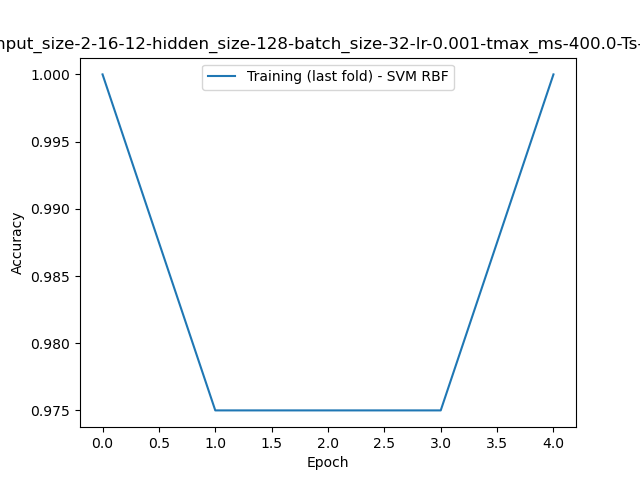 nput_size-2-16-12-hidden_size-128-batch_size-32-lr-0.001-tmax_ms-400.0-Ts-
Training (last fold) - SVM RBF
1.000
0.995
0.990
0.985
0.980
0.975
Accuracy
0.0 0.5 1.0 1.5 2.0 2.5 3.0 3.5 4.0
Epoch